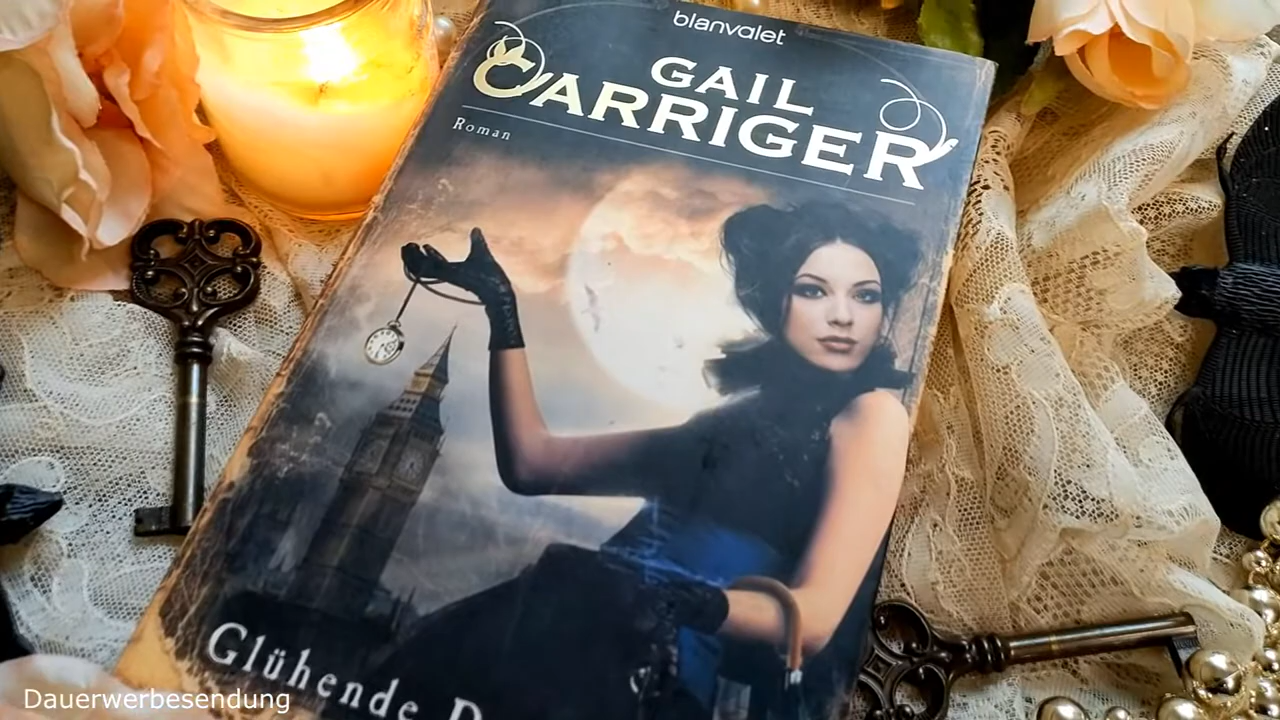 blanvalet
GAIL
CARRIGER
Roman
Glühende D
Dauerwerbesendung